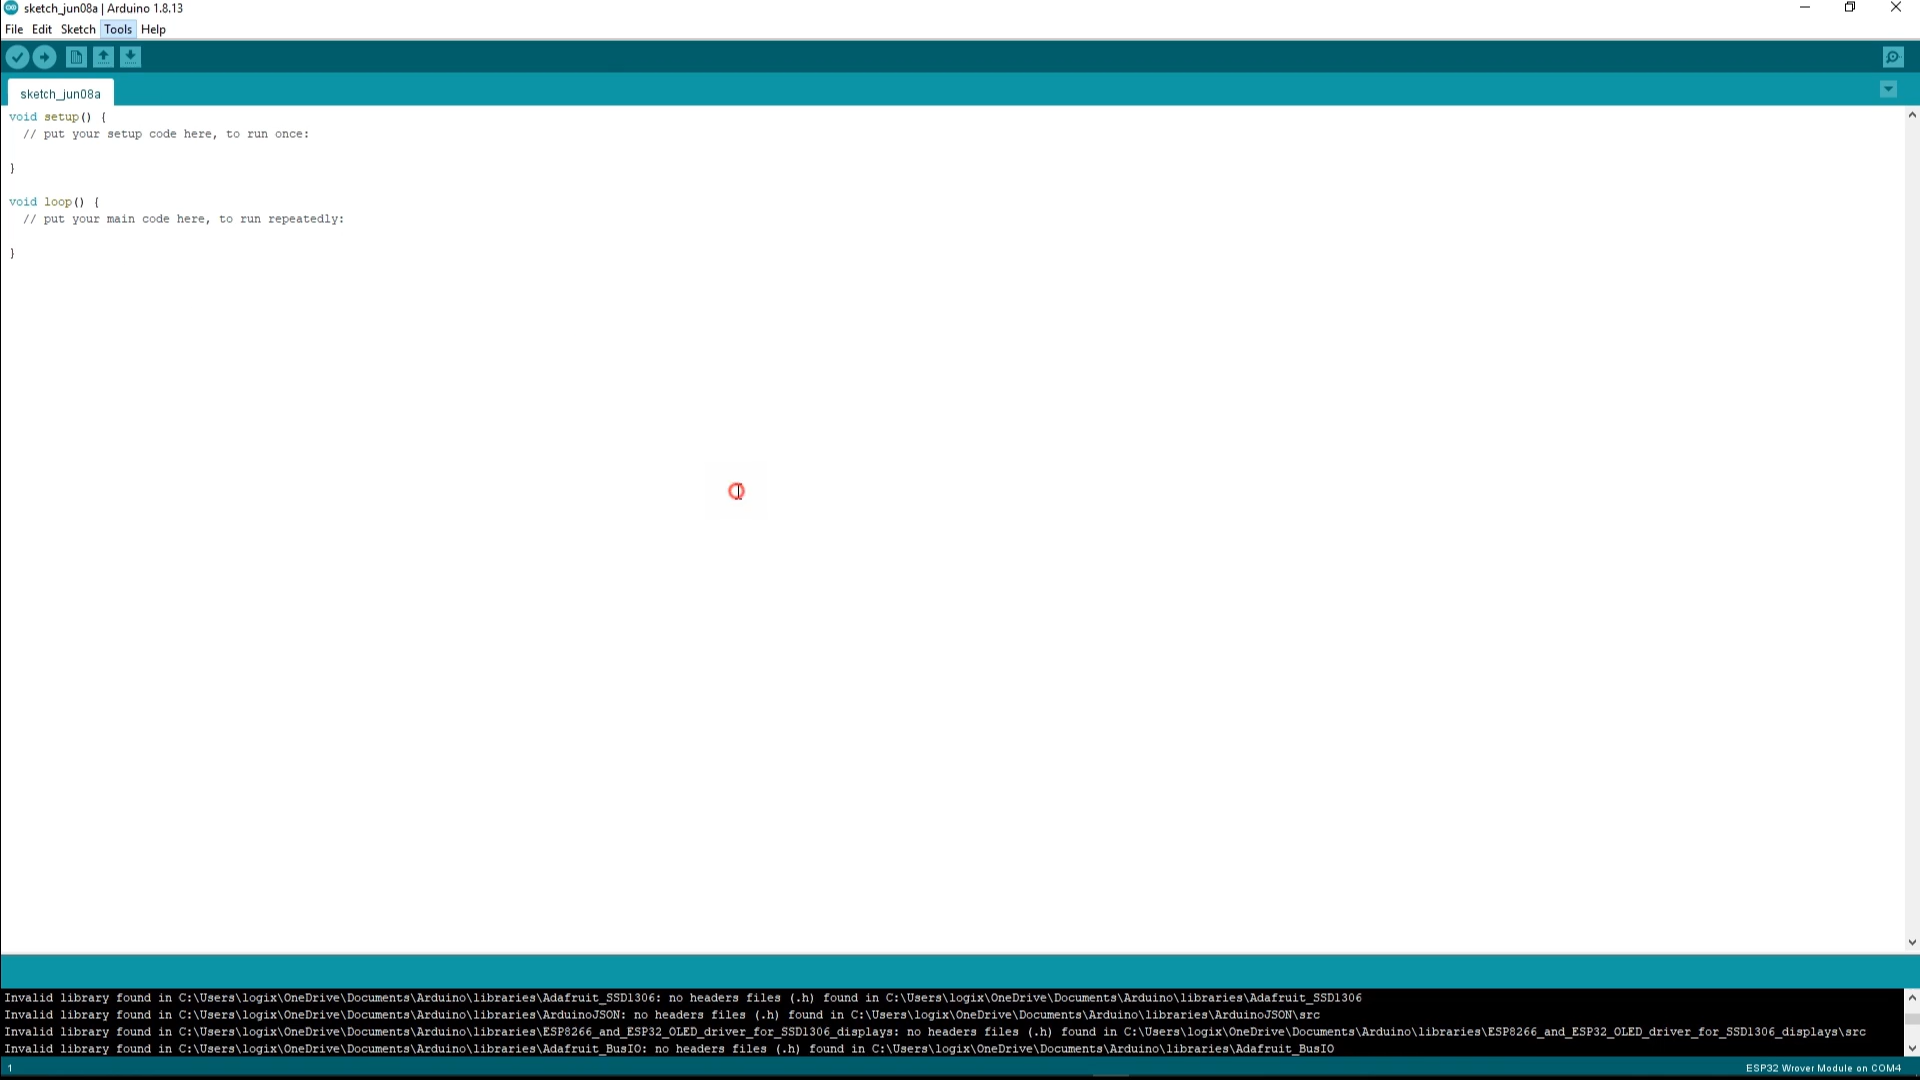 sketch_jun08a | Arduino 1.8.13
File Edit Sketch Tools Help
sketch_jun08a
void setup() {
// put your setup code here, to run once:
}
void loop() {
// put your main code here, to run repeatedly:
}
Invalid library found in C:\Users\logix\OneDrive\Documents\Arduino\libraries\Adafruit_SSD1306: no headers files (.h) found in C:\Users\logix\OneDrive\Documents\Arduino\libraries\Adafruit_SSD1306
Invalid library found in C:\Users\logix\OneDrive\Documents\Arduino\libraries\ArduinoJSON: no headers files (.h) found in C:\Users\logix\OneDrive\Documents\Arduino\libraries\ArduinoJSON\src
Invalid library found in C:\Users\logix\OneDrive\Documents\Arduino\libraries\ESP8266_and_ESP32_OLED_driver_for_SSD1306_displays: no headers files (.h) found in C:\Users\logix\OneDrive\Documents\Arduino\libraries\ESP8266_and_ESP32_OLED_driver_for_SSD1306_displays\src
Invalid library found in C:\Users\logix\OneDrive\Documents\Arduino\libraries\Adafruit_BusIO: no headers files (.h) found in C:\Users\logix\OneDrive\Documents\Arduino\libraries\Adafruit_BusIO
1 ESP32 Wrover Module on COM4